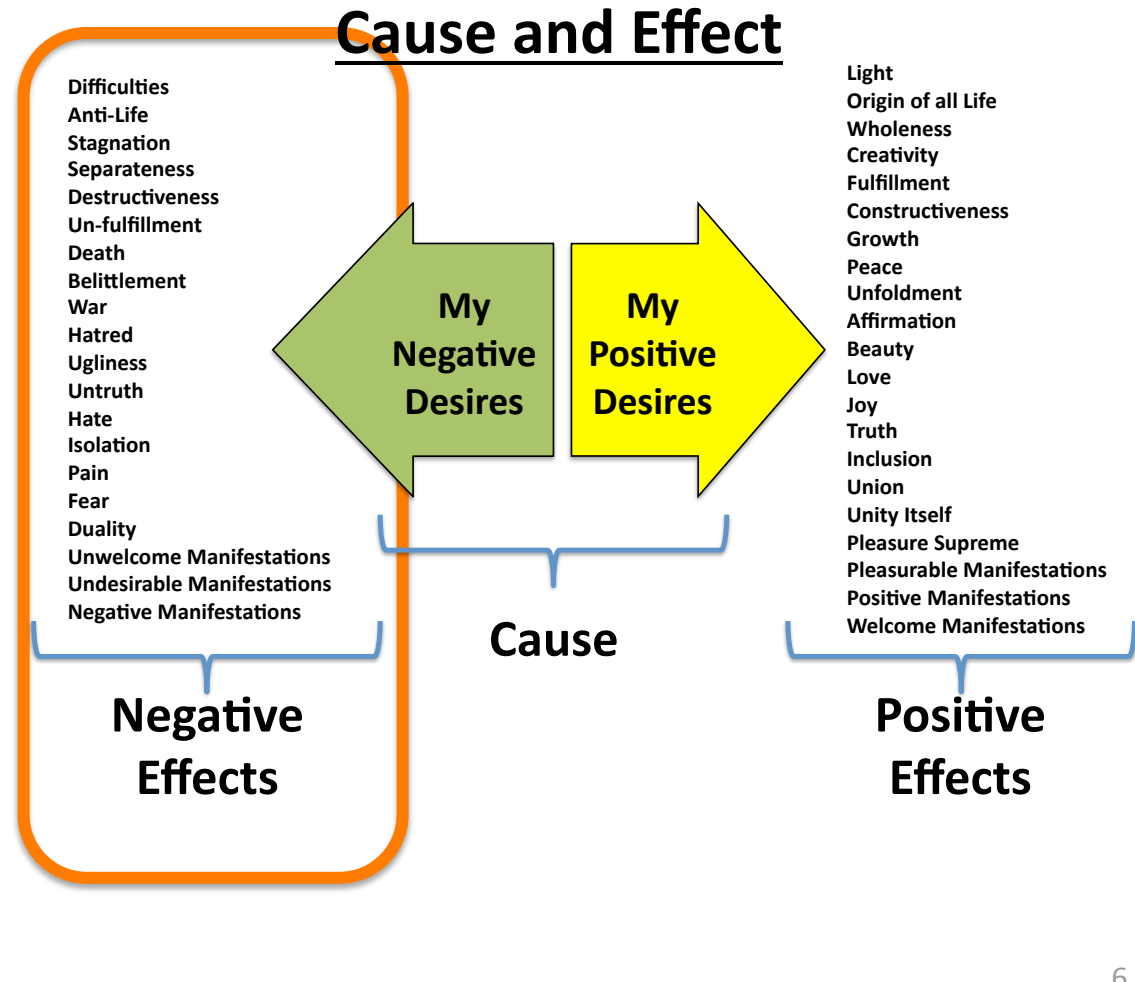 Cause and Effect
Difficulties
Anti-Life
Stagnation
Separateness
Destructiveness
Un-fulfillment
Death
Belittlement
War
Hatred
Ugliness
Untruth
Hate
Isolation
Pain
Fear
Duality
Unwelcome Manifestations
Undesirable Manifestations
Negative Manifestations
Negative
Effects
My
Negative
Desires
My
Positive
Desires
Cause
Light
Origin of all Life
Wholeness
Creativity
Fulfillment
Constructiveness
Growth
Peace
Unfoldment
Affirmation
Beauty
Love
Joy
Truth
Inclusion
Union
Unity Itself
Pleasure Supreme
Pleasurable Manifestations
Positive Manifestations
Welcome Manifestations
Positive
Effects
6